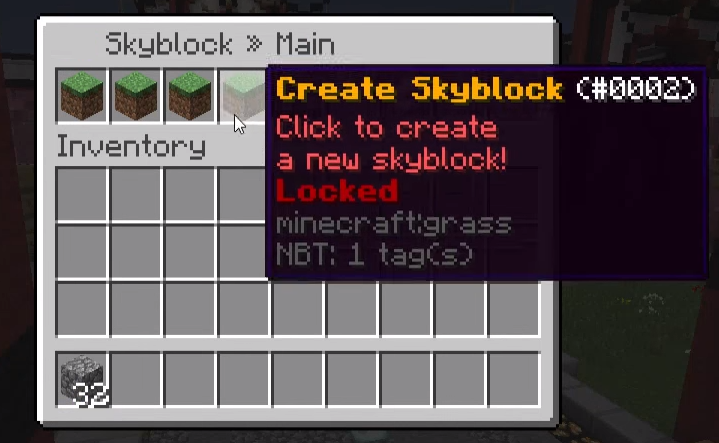 Skyblock » Main
Create Skyblock (#0002)
Click to create
a new skyblock!
Locked
minecraft:grass
NBT: 1 tag(s)
Inventory
32